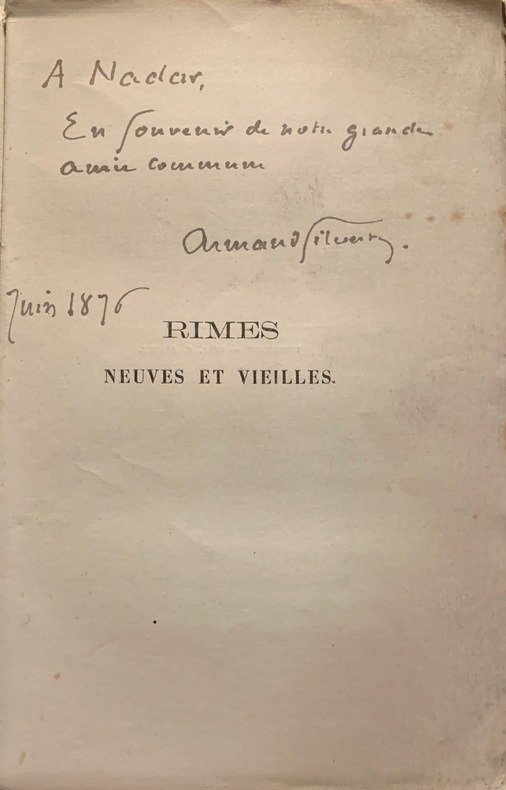 A Nadar,
En souvenir de notre grande
amie commune
Armand Silvestre.
Juin 1876
RIMES
NEUVES ET VIEILLES.